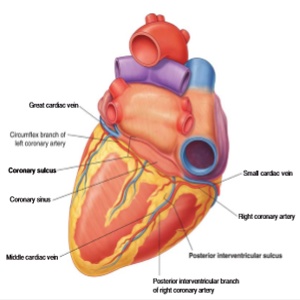 Great cardiac vein
Circumflex branch of
left coronary artery
Coronary sulcus
Coronary sinus
Middle cardiac vein
Small cardiac vein
Right coronary artery
Posterior interventricular sulcus
Posterior interventricular branch
of right coronary artery